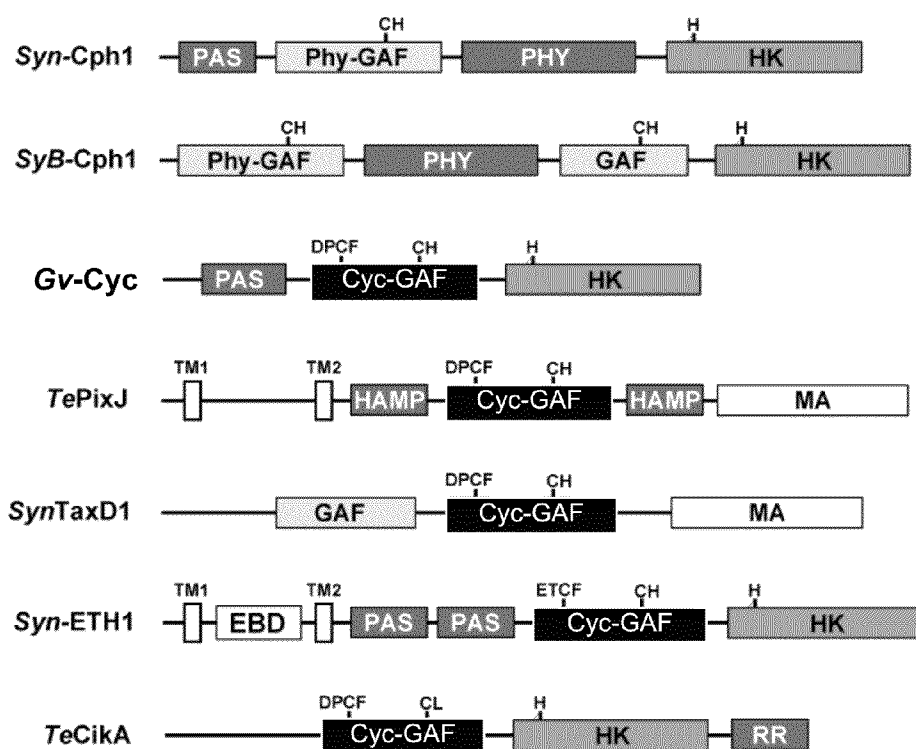 CH H
Syn-Cph1 PAS Phy-GAF PHY HK
CH CH H
SyB-Cph1 Phy-GAF PHY GAF HK
DPCF CH H
Gv-Cyc PAS Cyc-GAF HK
TM1 TM2 DPCF CH
TePixJ HAMP Cyc-GAF HAMP MA
DPCF CH
SynTaxD1 GAF Cyc-GAF MA
TM1 TM2 ETCF CH H
Syn-ETH1 EBD PAS PAS Cyc-GAF HK
DPCF CL H
TeCikA Cyc-GAF HK RR